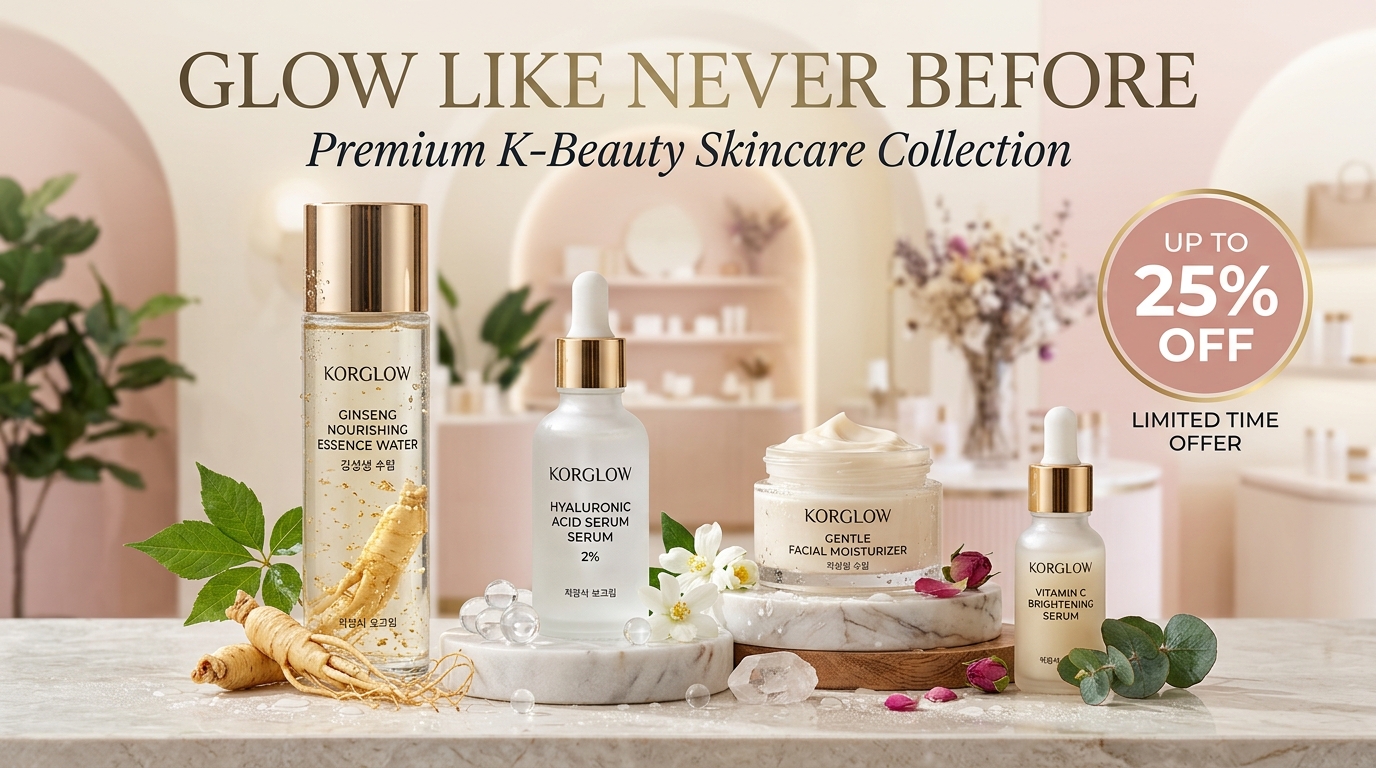 GLOW LIKE NEVER BEFORE
Premium K-Beauty Skincare Collection
UP TO
25%
OFF
LIMITED TIME
OFFER
KORGLOW
GINSENG
NOURISHING
ESSENCE WATER
KORGLOW
HYALURONIC
ACID SERUM
SERUM
2%
KORGLOW
GENTLE
FACIAL MOISTURIZER
KORGLOW
VITAMIN C
BRIGHTENING
SERUM